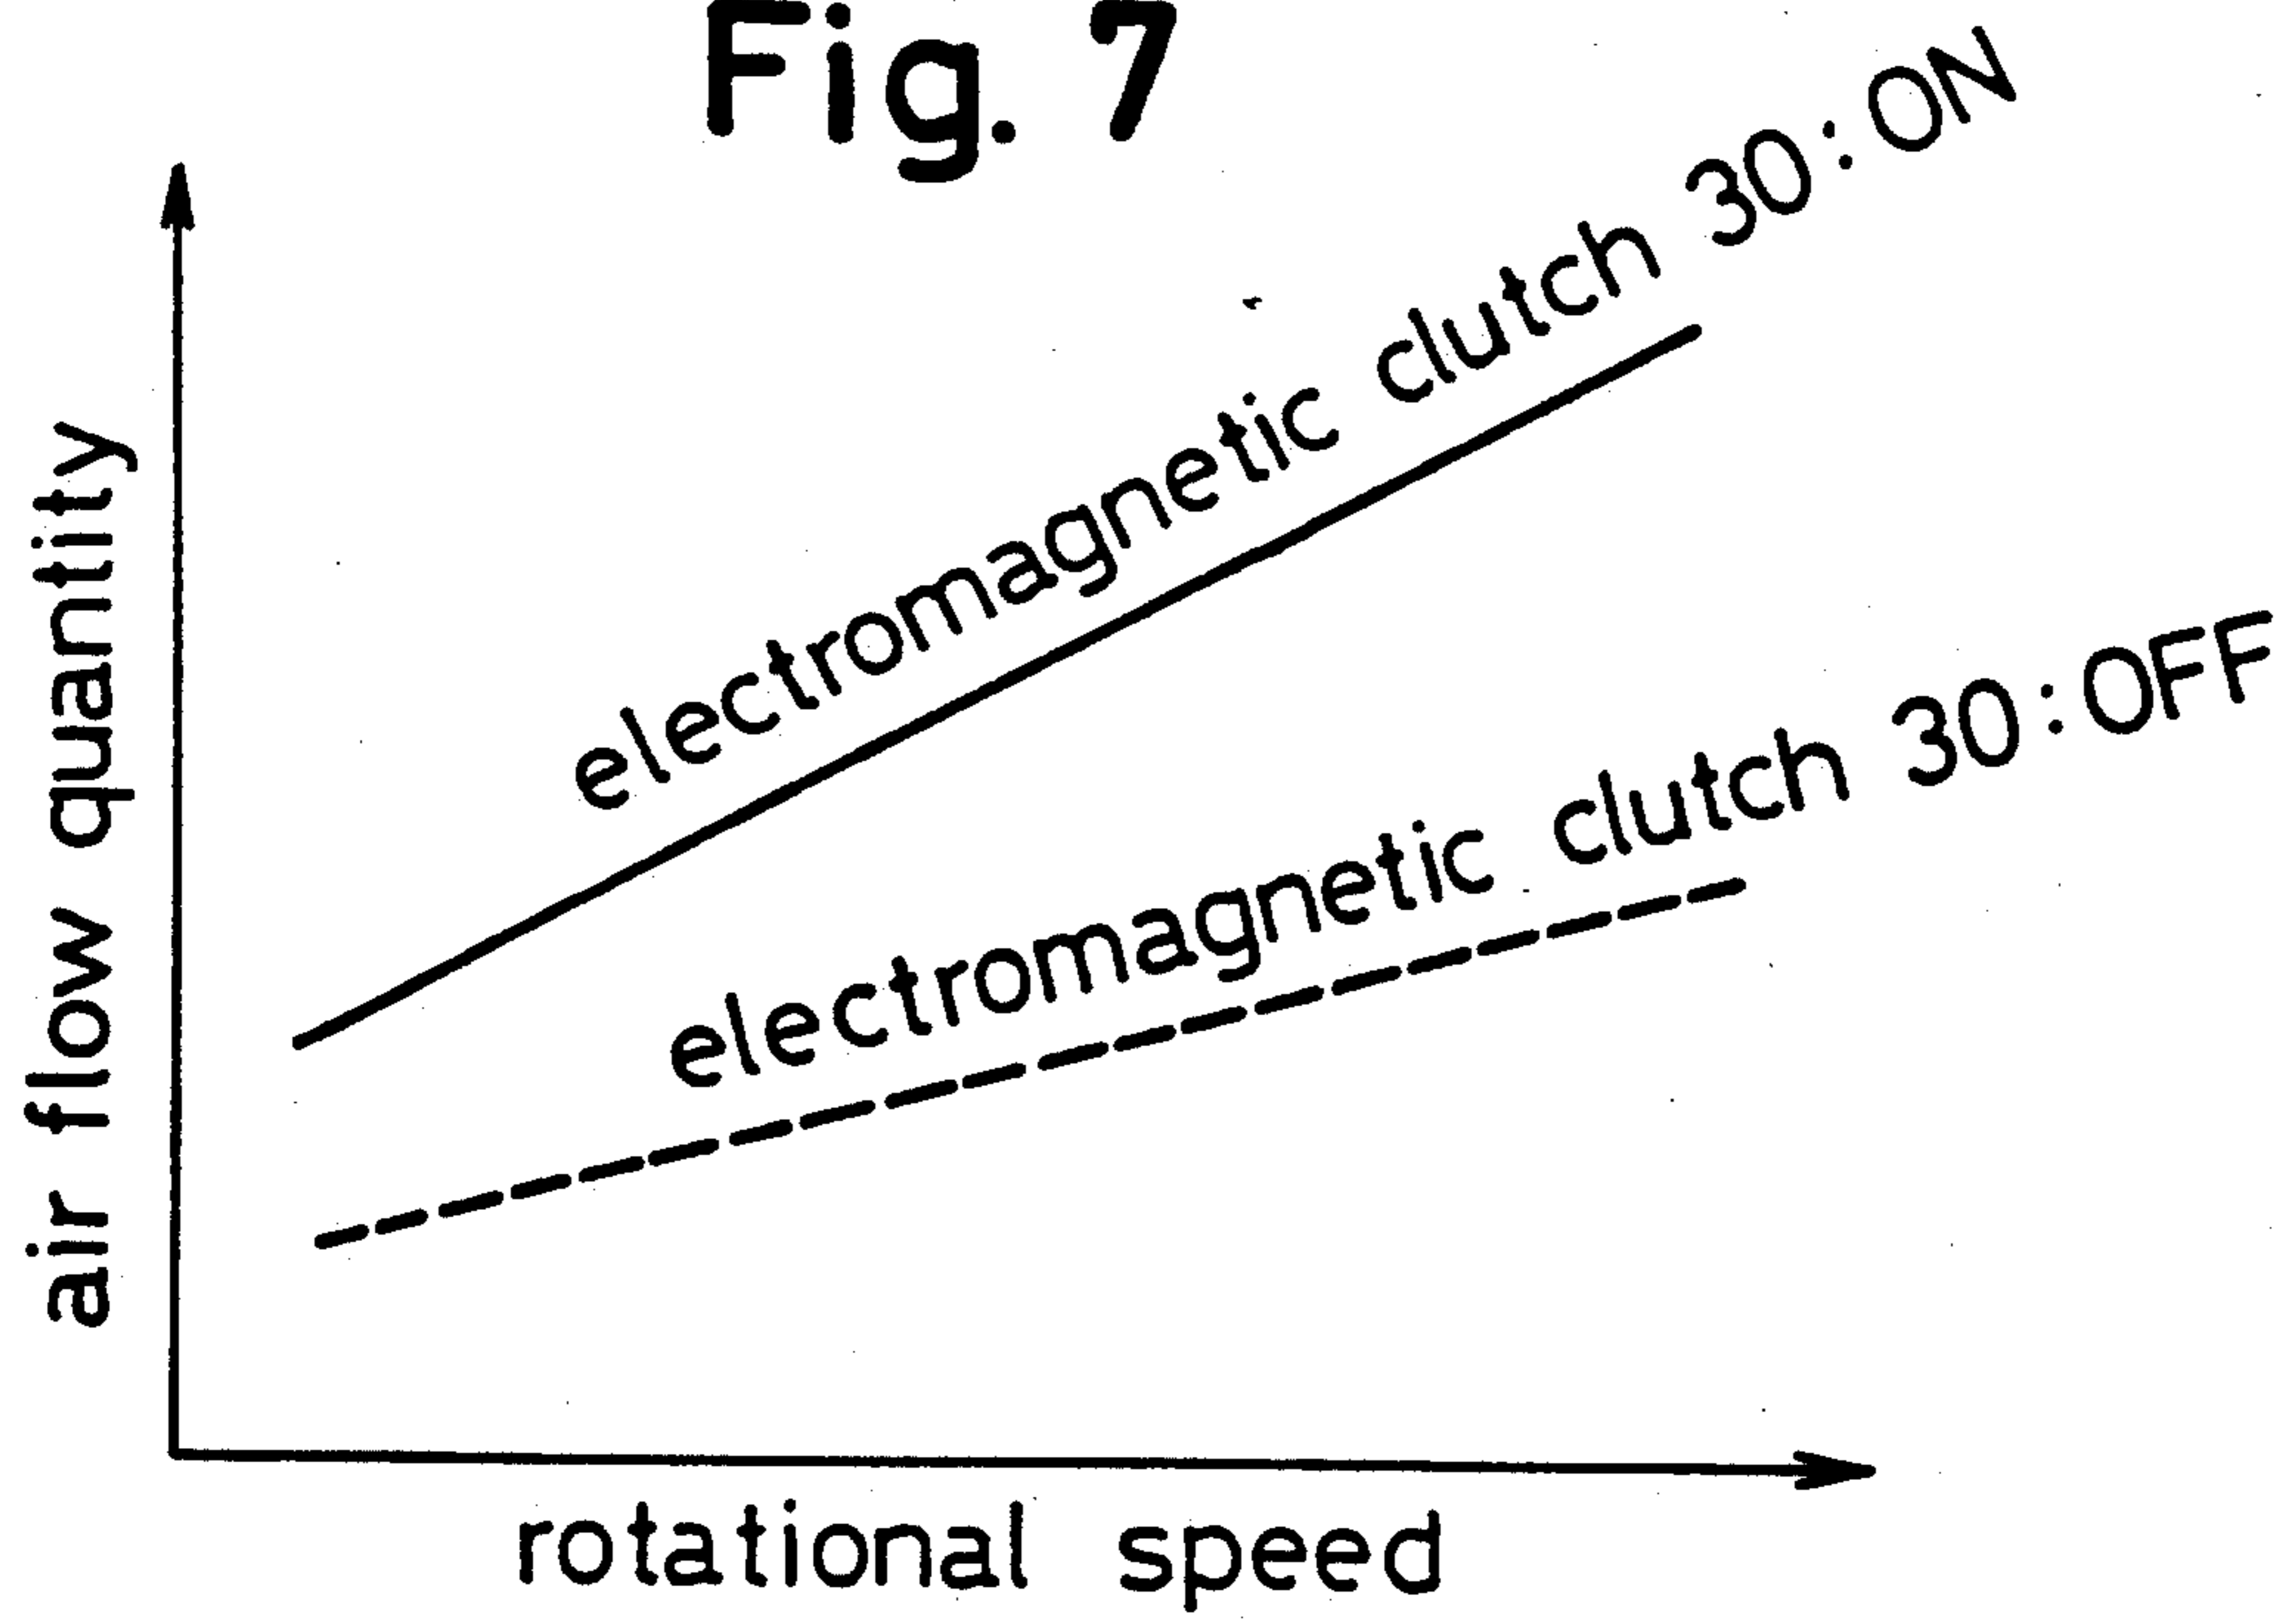 Fig. 7
electromagnetic clutch 30:ON
electromagnetic clutch 30:OFF
air flow quantity
rotational speed